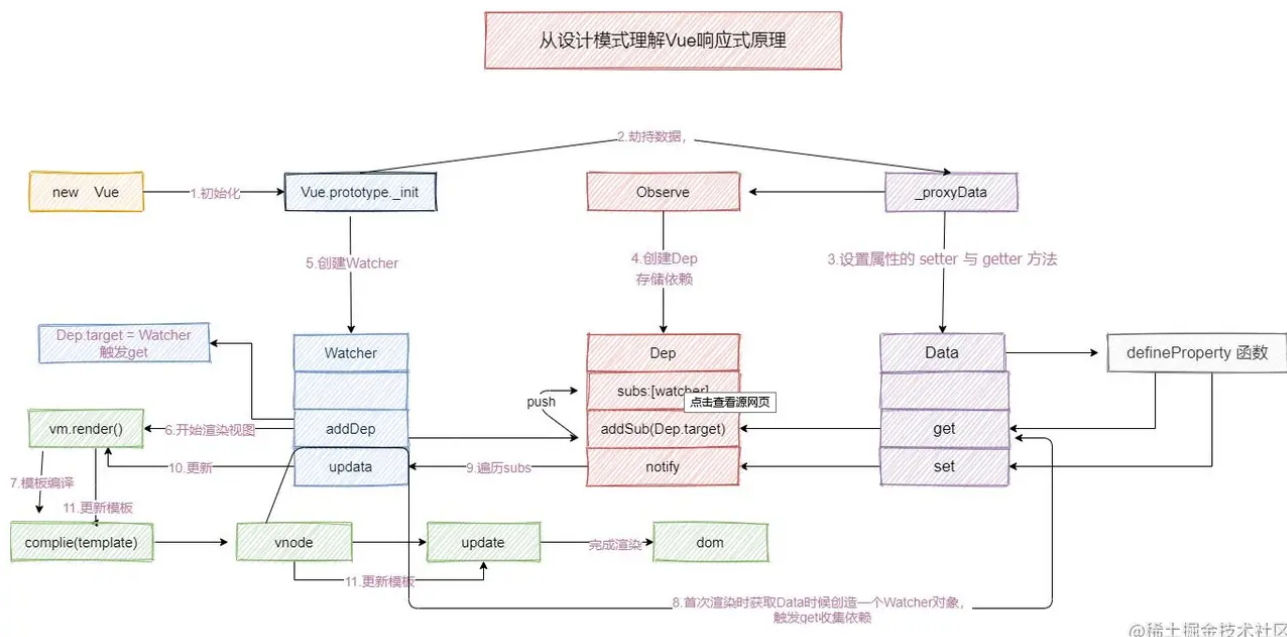 从设计模式理解Vue响应式原理
2.劫持数据，
new Vue
1.初始化
Vue.prototype._init
Observe
_proxyData
5.创建Watcher
4.创建Dep
存储依赖
3.设置属性的 setter 与 getter 方法
Dep.target = Watcher
触发get
Watcher
Dep
Data
defineProperty 函数
subs:[watcher]
点击查看源网页
push
vm.render()
6.开始渲染视图
addDep
addSub(Dep.target)
get
10.更新
updata
9.遍历subs
notify
set
7.模板编译
11.更新模板
complie(template)
vnode
update
完成渲染
dom
11.更新模板
8.首次渲染时获取Data时候创造一个Watcher对象，
触发get收集依赖
@稀土掘金技术社区